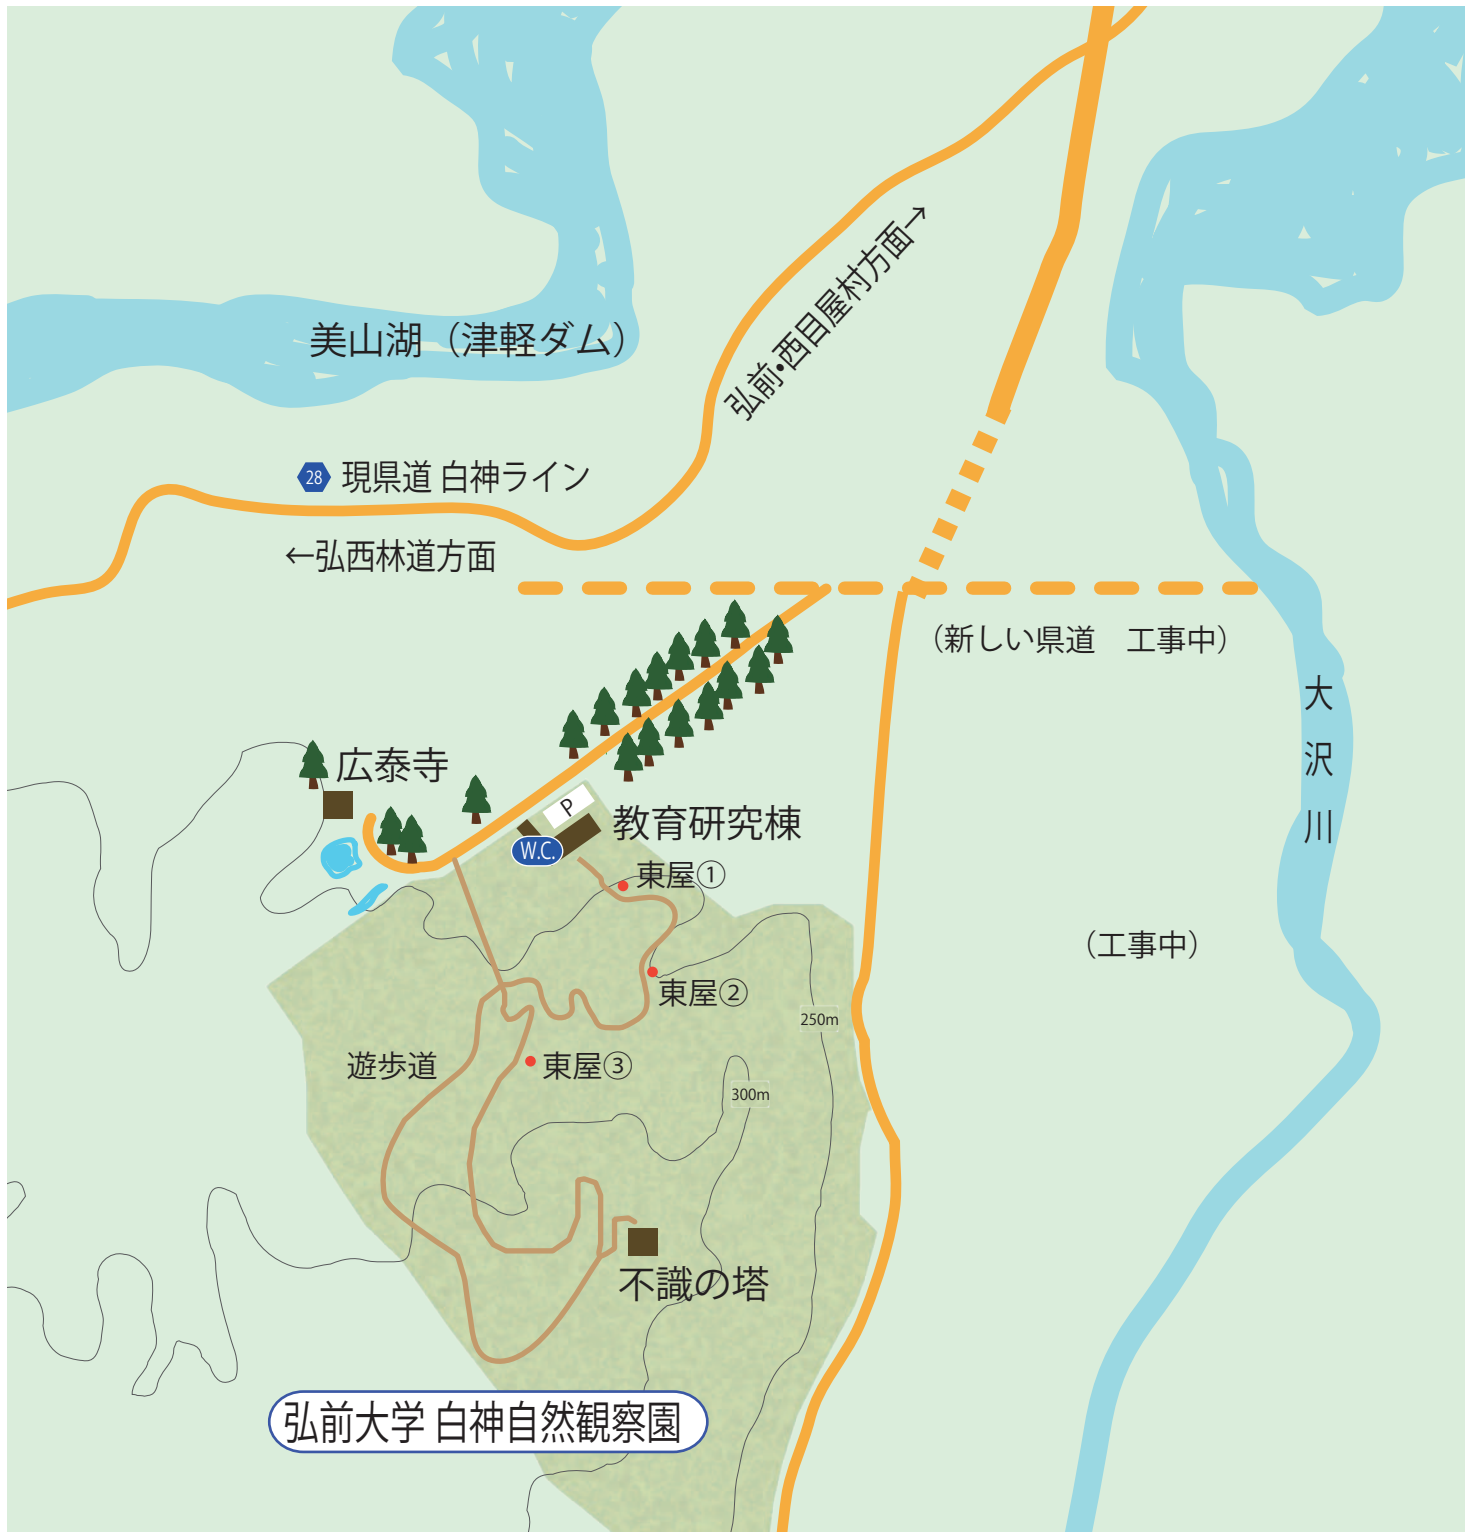 弘前・西目屋村方面→
美山湖（津軽ダム）
28 現県道 白神ライン
←弘西林道方面
（新しい県道　工事中）
大沢川
広泰寺
P
教育研究棟
W.C.
東屋①
（工事中）
東屋②
250m
遊歩道
東屋③
300m
不識の塔
弘前大学 白神自然観察園